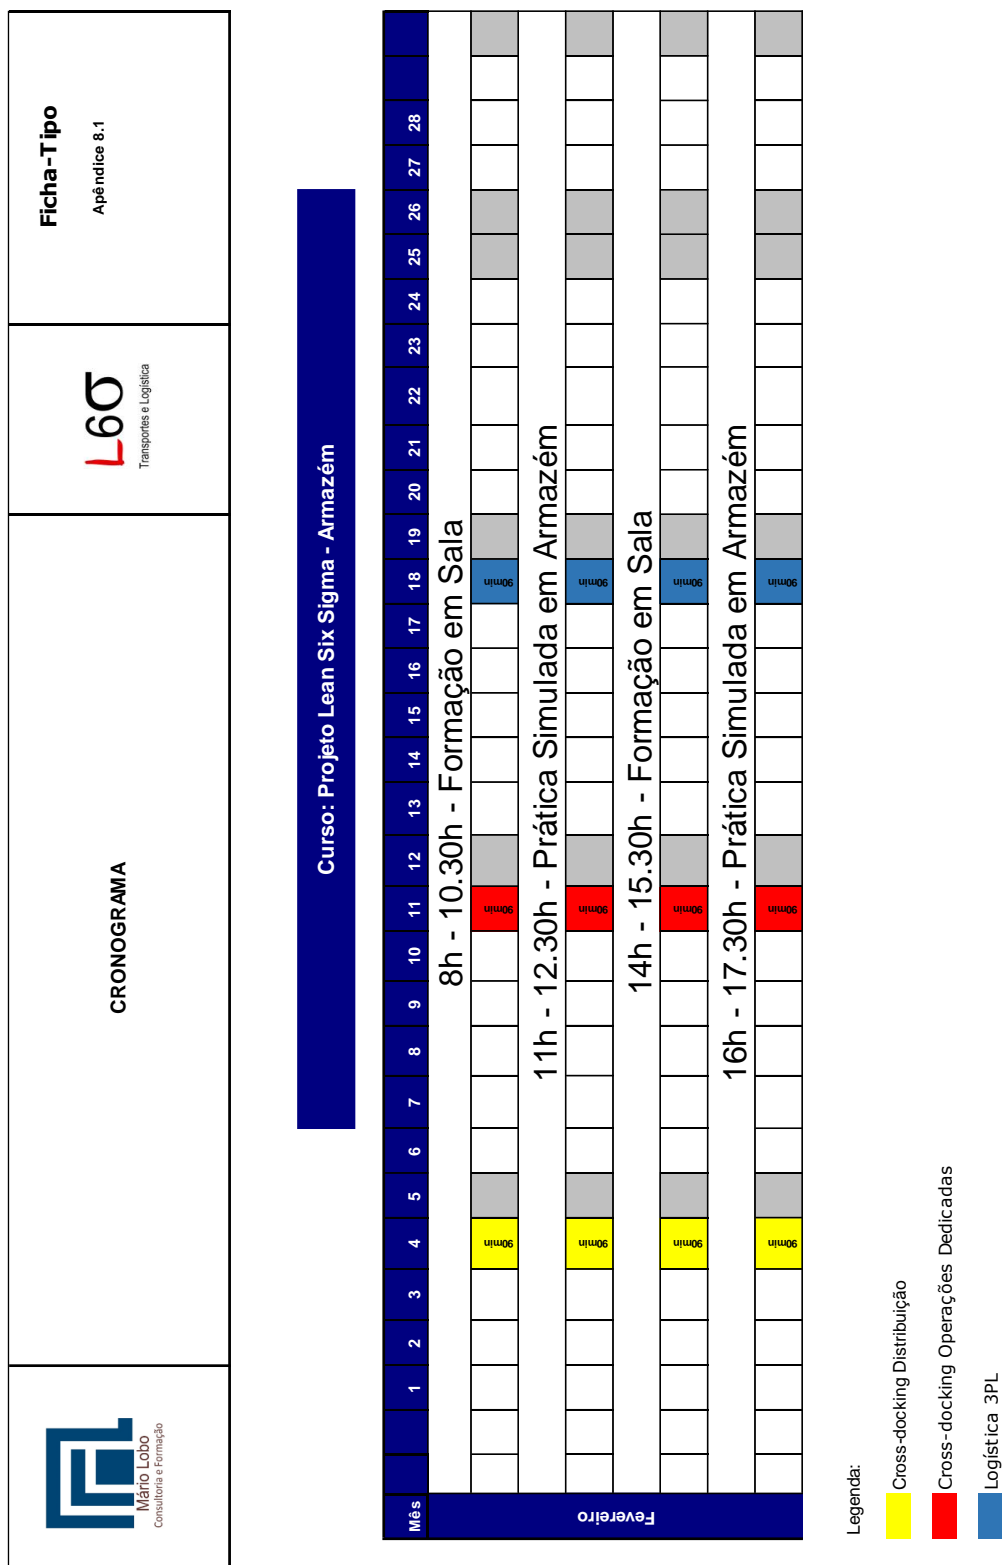 Mário Lobo
Consultoria e Formação
CRONOGRAMA
L6σ
Transportes e Logística
Ficha-Tipo
Apêndice 8.1
Curso: Projeto Lean Six Sigma - Armazém
Mês 1 2 3 4 5 6 7 8 9 10 11 12 13 14 15 16 17 18 19 20 21 22 23 24 25 26 27 28
Fevereiro
8h - 10.30h - Formação em Sala
90min 90min 90min
11h - 12.30h - Prática Simulada em Armazém
90min 90min 90min
14h - 15.30h - Formação em Sala
90min 90min 90min
16h - 17.30h - Prática Simulada em Armazém
90min 90min 90min
Legenda:
Cross-docking Distribuição
Cross-docking Operações Dedicadas
Logística 3PL